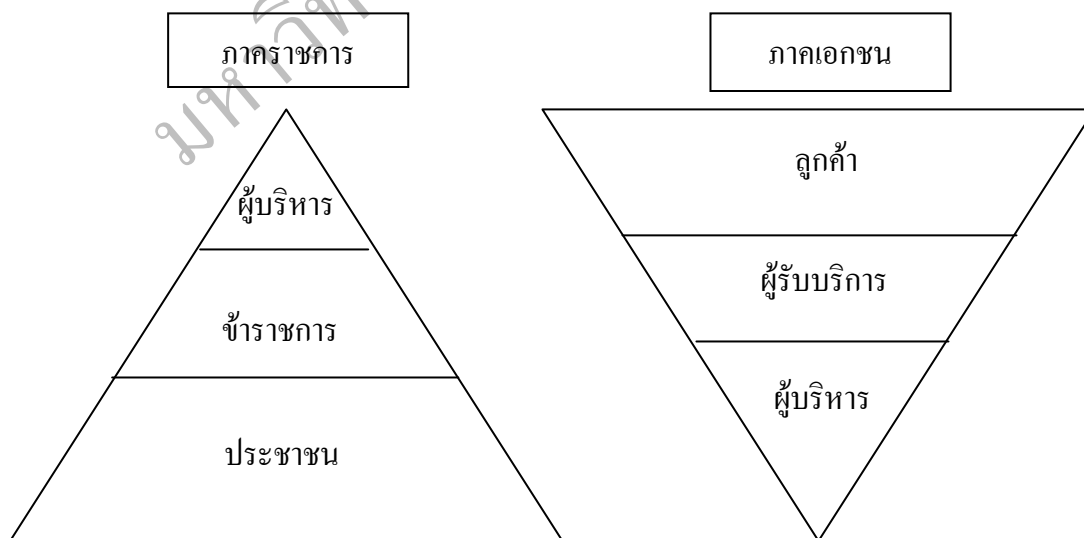 ภาคราชการ
ภาคเอกชน
ผู้บริหาร
ข้าราชการ
ประชาชน
ลูกค้า
ผู้รับบริการ
ผู้บริหาร